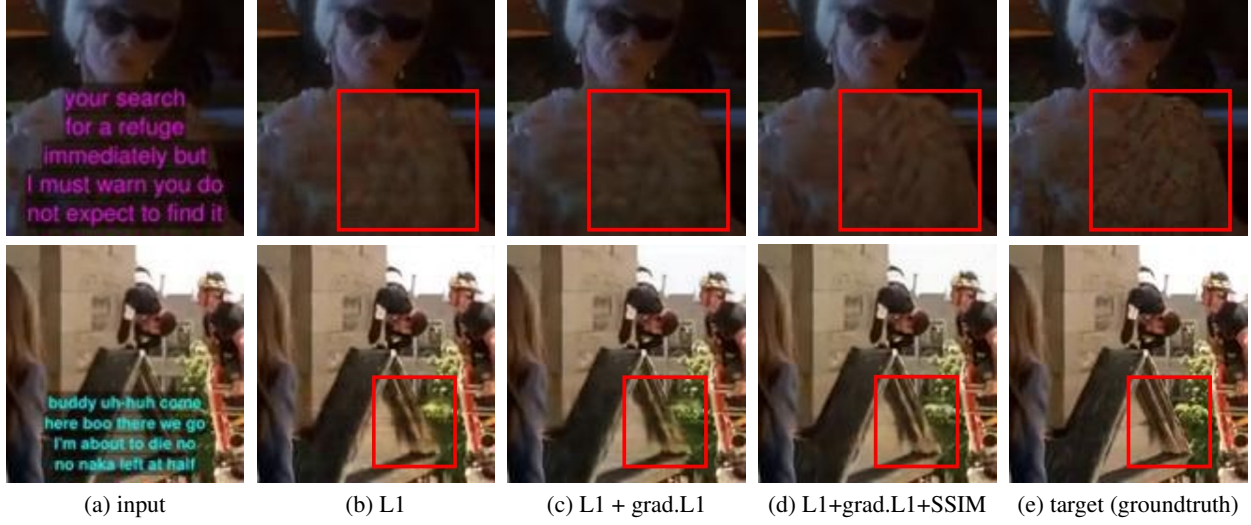 your search
for a refuge
immediately but
I must warn you do
not expect to find it
buddy uh-huh come
here boo there we go
I'm about to die no
no naka left at half
(a) input
(b) L1
(c) L1 + grad.L1
(d) L1+grad.L1+SSIM
(e) target (groundtruth)